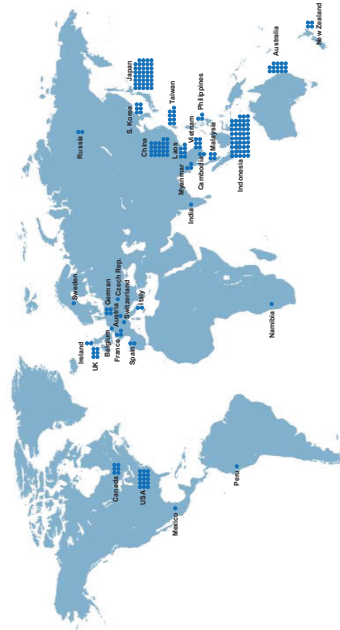 Russia
Japan
S. Korea
China
Taiwan
Laos
Myanmar
Vietnam
Philippines
Cambodia
Malaysia
Indonesia
India
Australia
New Zealand
Sweden
Ireland
UK
German
Belgian
Czech Rep.
Austria
France
Switzerland
Spain
Italy
Namibia
Canada
USA
Mexico
Peru